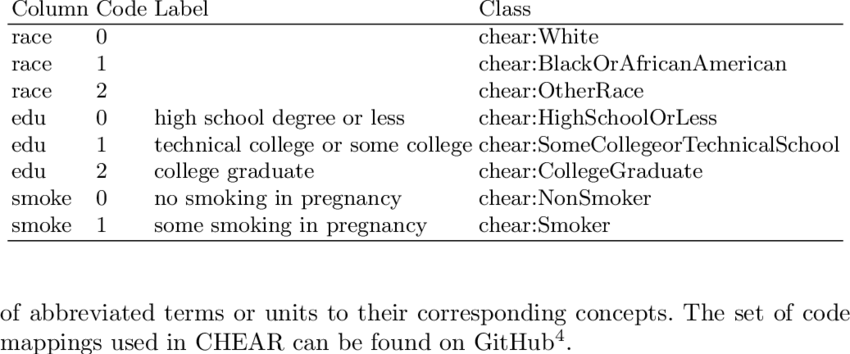 Column Code Label Class
race 0 chear:White
race 1 chear:BlackOrAfricanAmerican
race 2 chear:OtherRace
edu 0 high school degree or less chear:HighSchoolOrLess
edu 1 technical college or some college chear:SomeCollegeorTechnicalSchool
edu 2 college graduate chear:CollegeGraduate
smoke 0 no smoking in pregnancy chear:NonSmoker
smoke 1 some smoking in pregnancy chear:Smoker
of abbreviated terms or units to their corresponding concepts. The set of code
mappings used in CHEAR can be found on GitHub⁴.